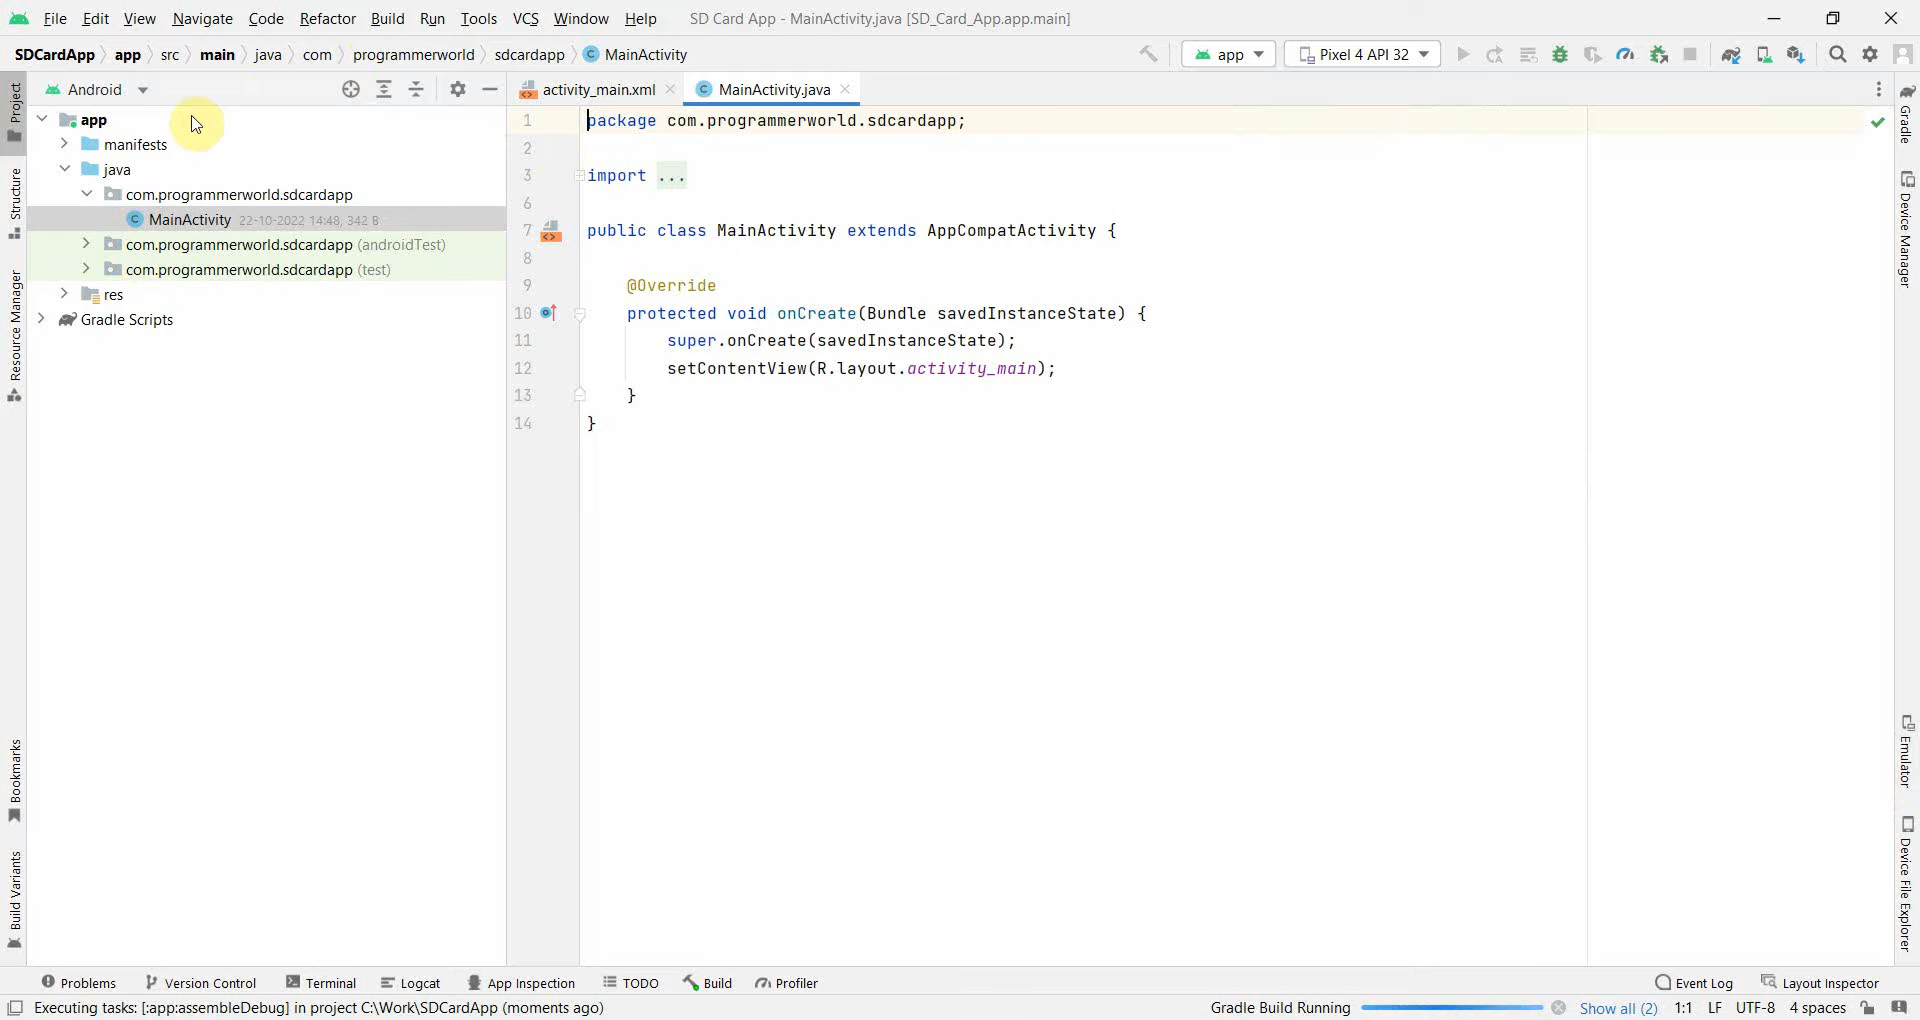 File Edit View Navigate Code Refactor Build Run Tools VCS Window Help SD Card App - MainActivity.java [SD_Card_App.app.main]
SDCardApp app src main java com programmerworld sdcardapp MainActivity app Pixel 4 API 32
Android activity_main.xml MainActivity.java
Project
Structure
Resource Manager
Bookmarks
Build Variants
app
manifests
java
com.programmerworld.sdcardapp
MainActivity 22-10-2022 14:48, 342 B
com.programmerworld.sdcardapp (androidTest)
com.programmerworld.sdcardapp (test)
res
Gradle Scripts
1 package com.programmerworld.sdcardapp;
2
3 import ...
6
7 public class MainActivity extends AppCompatActivity {
8
9 @Override
10 protected void onCreate(Bundle savedInstanceState) {
11 super.onCreate(savedInstanceState);
12 setContentView(R.layout.activity_main);
13 }
14 }
Gradle
Device Manager
Emulator
Device File Explorer
Problems Version Control Terminal Logcat App Inspection TODO Build Profiler Event Log Layout Inspector
Executing tasks: [:app:assembleDebug] in project C:\Work\SDCardApp (moments ago) Gradle Build Running Show all (2) 1:1 LF UTF-8 4 spaces